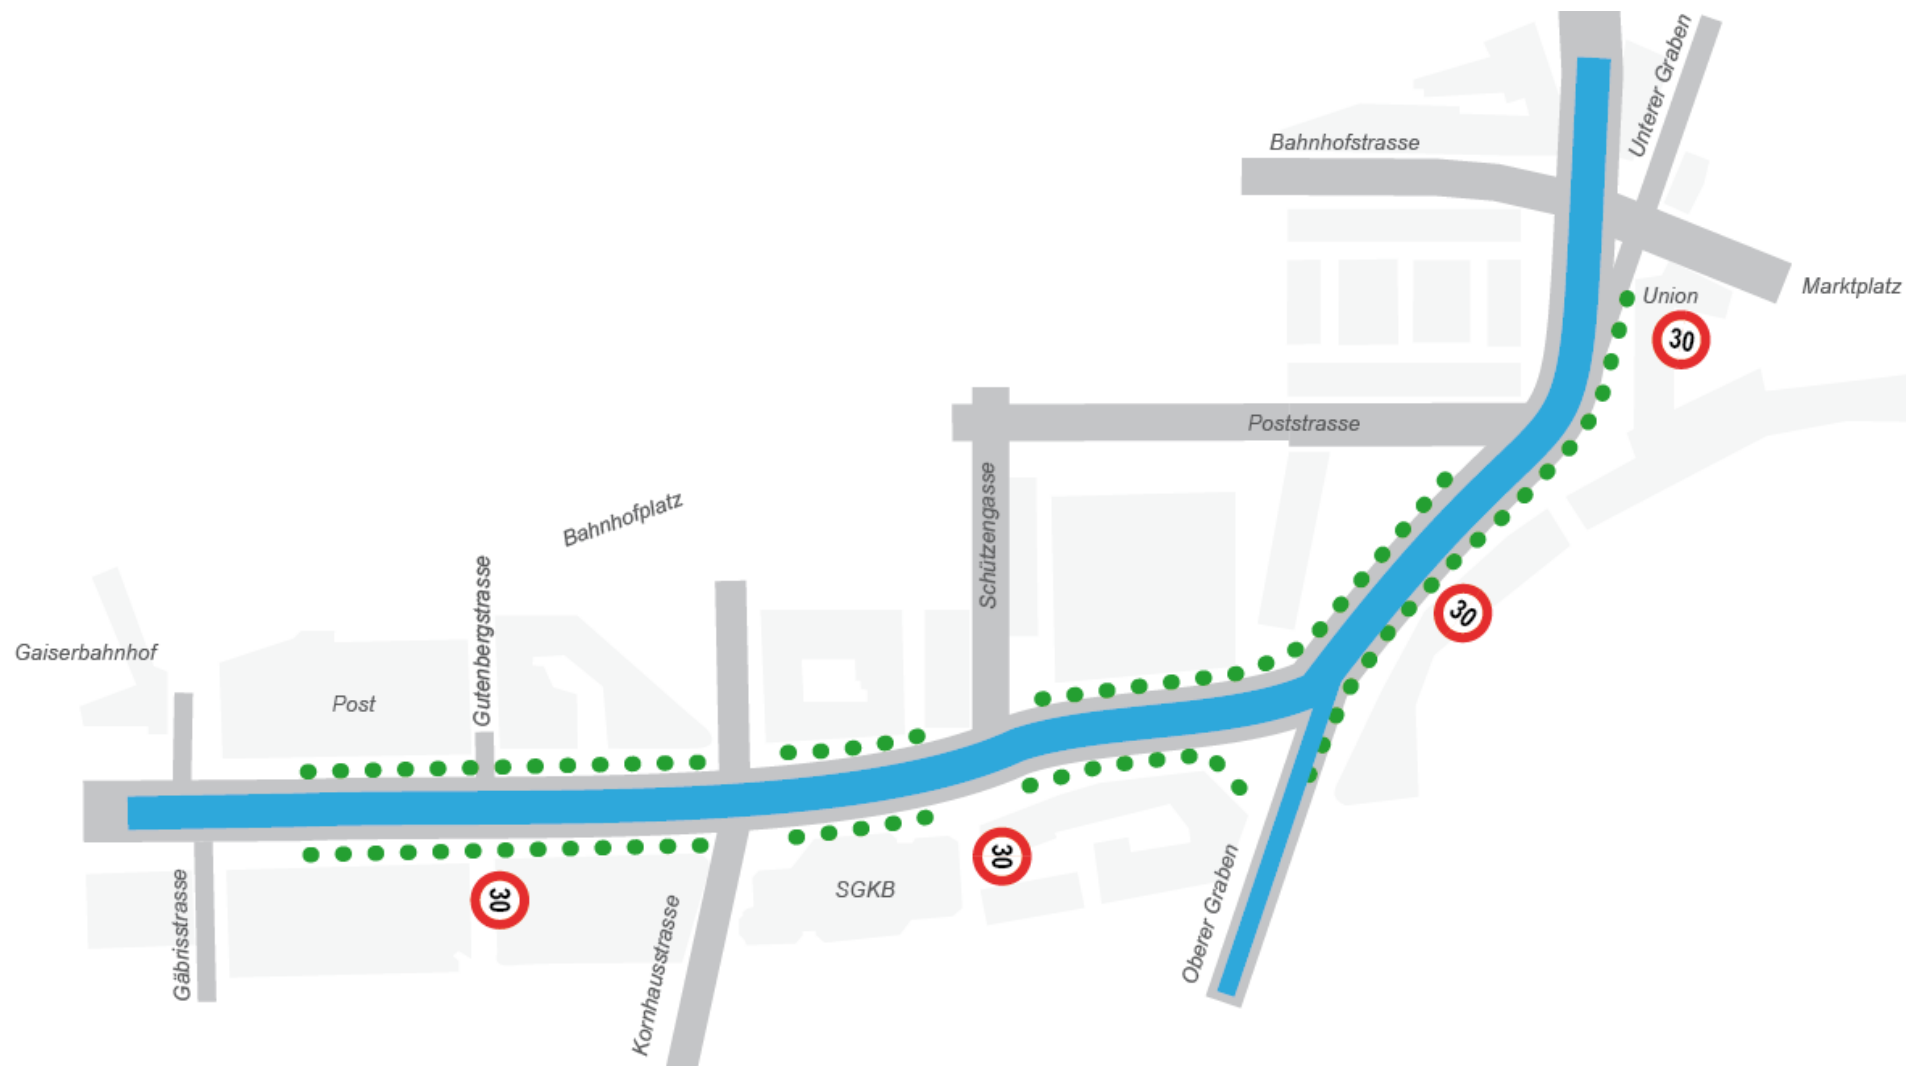 Unterer Graben
Bahnhofstrasse
Marktplatz
Union
30
Poststrasse
Schützengasse
Bahnhofplatz
Gutenbergstrasse
30
Gaiserbahnhof
Post
30
SGKB
30
Gäbrisstrasse
Kornhausstrasse
Oberer Graben